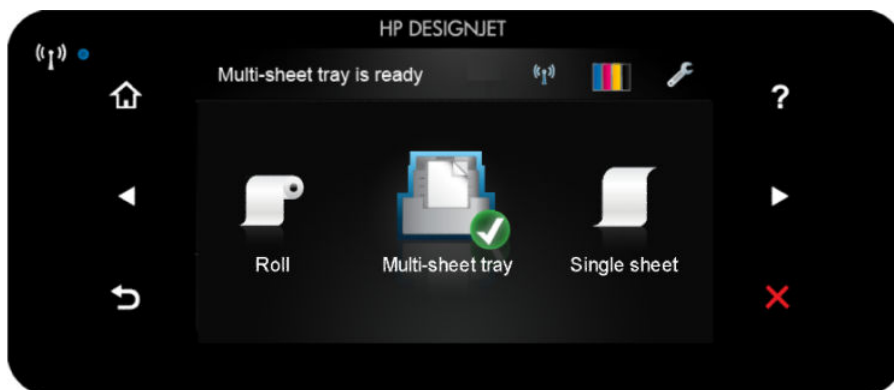 HP DESIGNJET
Multi-sheet tray is ready
?
Roll
Multi-sheet tray
Single sheet